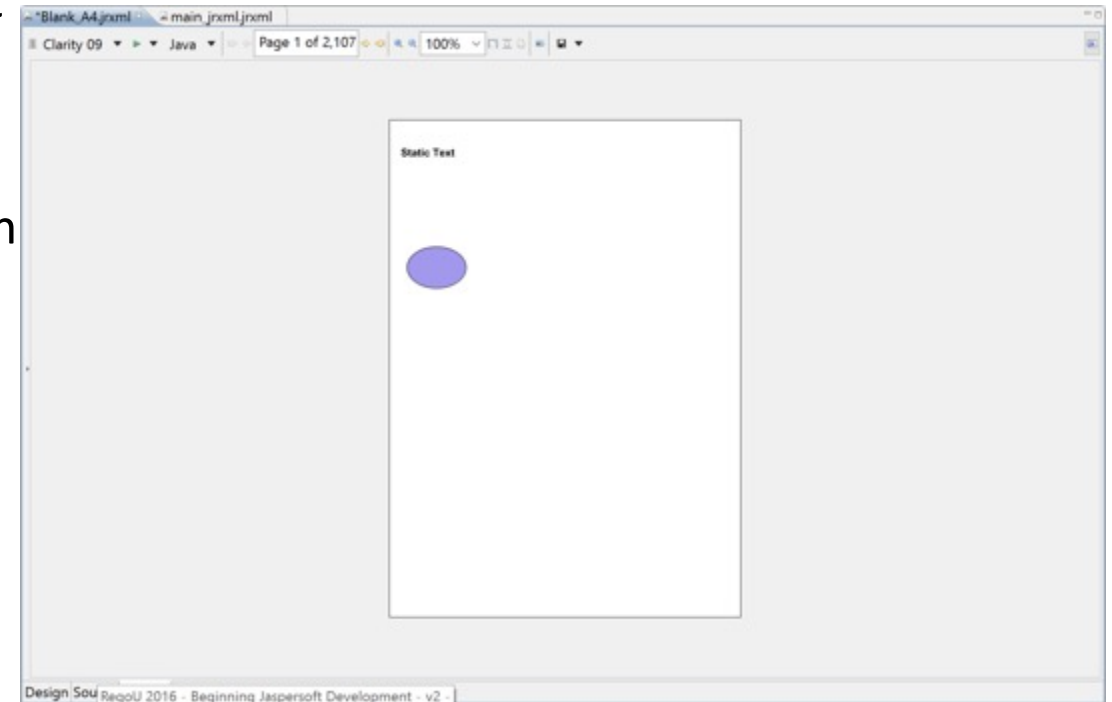 *Blank_A4.jrxml main_jrxml.jrxml
Clarity 09 Java Page 1 of 2,107 100%
Static Text
n
Design Sou RegoU 2016 - Beginning Jaspersoft Development - v2 -